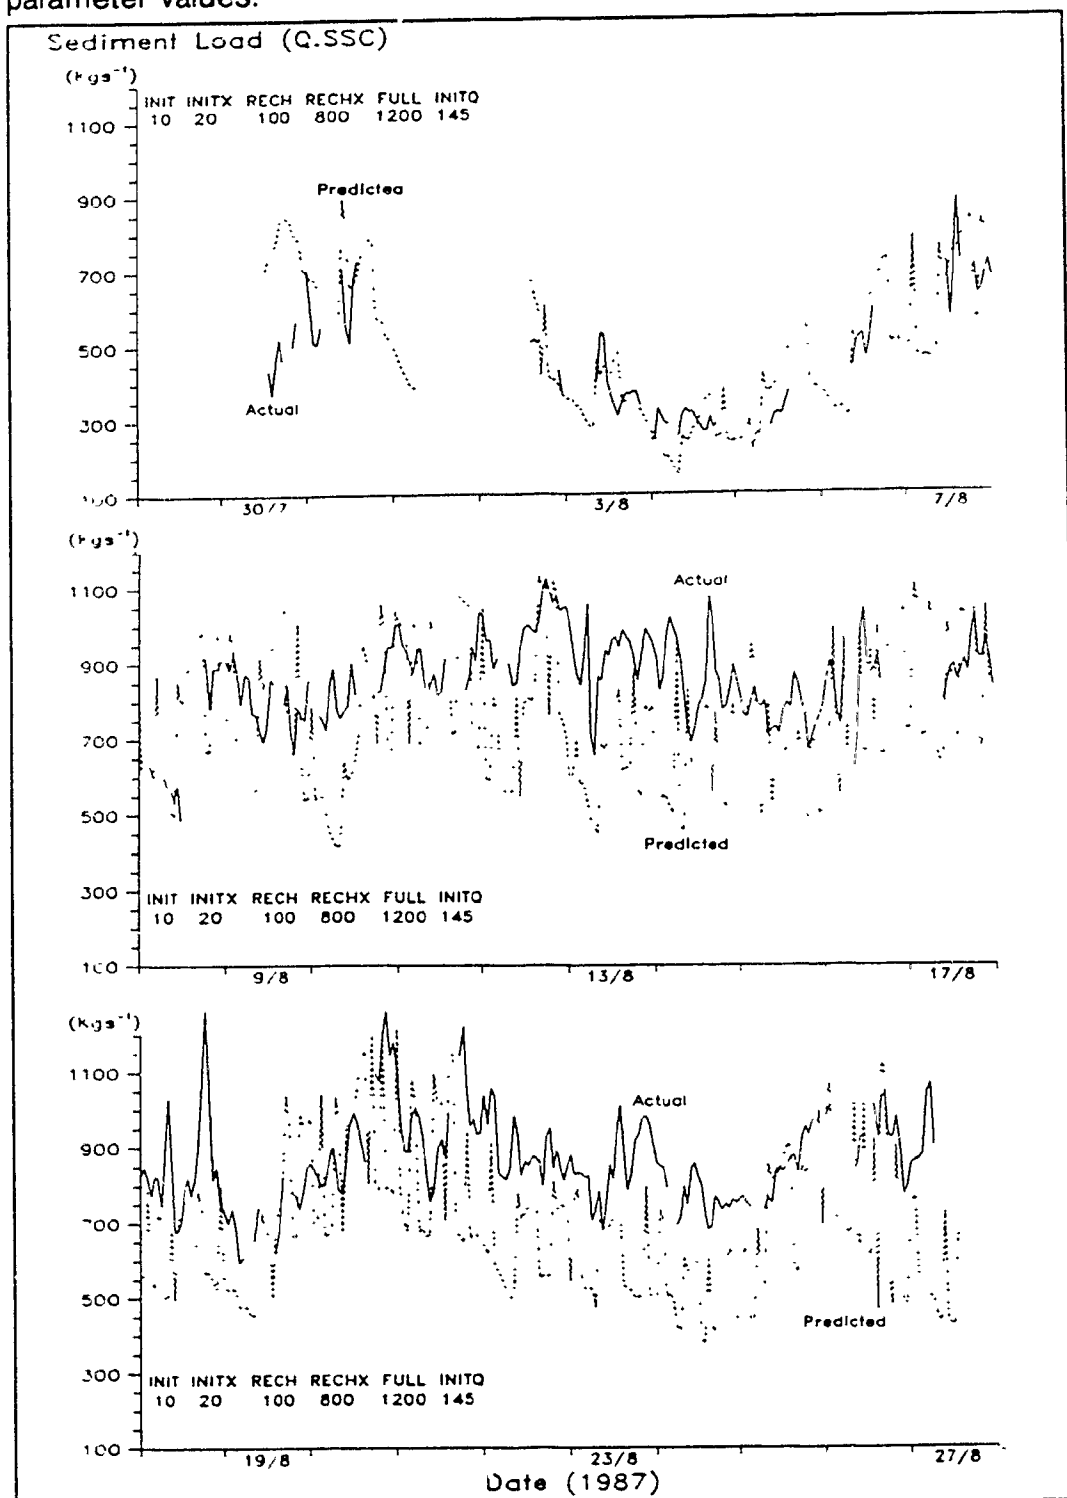 parameter values.
Sediment Load (Q.SSC)
(Kgs⁻¹)
INIT INITX RECH RECHX FULL INITQ
10 20 100 800 1200 145
1100
Predicted
900
700
500
Actual
300
100
30/7 3/8 7/8
(Kgs⁻¹)
Actual
1100
900
700
500
Predicted
300
INIT INITX RECH RECHX FULL INITQ
10 20 100 800 1200 145
100
9/8 13/8 17/8
(Kgs⁻¹)
1100
Actual
900
700
500
Predicted
300
INIT INITX RECH RECHX FULL INITQ
10 20 100 800 1200 145
100
19/8 23/8 27/8
Date (1987)